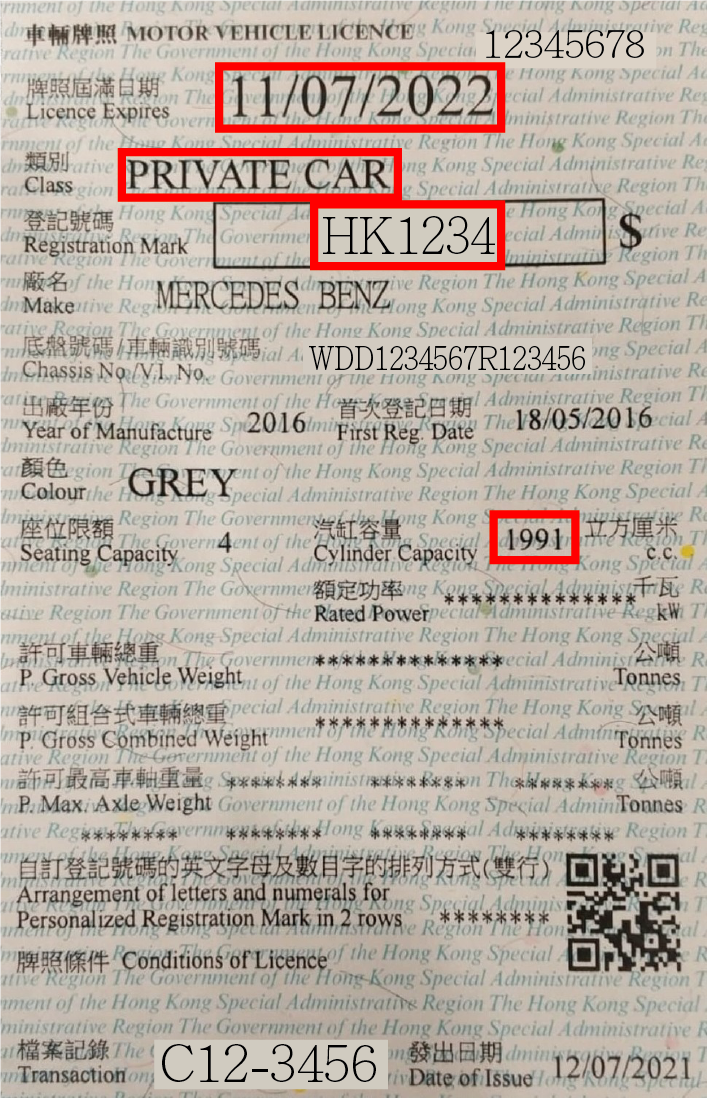 車輛牌照 MOTOR VEHICLE LICENCE 12345678
牌照屆滿日期 11/07/2022
Licence Expires
類別 PRIVATE CAR
Class
登記號碼 HK1234 $
Registration Mark
廠名 MERCEDES BENZ
Make
底盤號碼/車輛識別號碼 WDD1234567R123456
Chassis No./V.I. No.
出廠年份 2016 首次登記日期 18/05/2016
Year of Manufacture First Reg. Date
顏色 GREY
Colour
座位限額 4 汽缸容量 1991 立方厘米
Seating Capacity Cylinder Capacity c.c.
額定功率 ************** 千瓦
Rated Power kW
許可車輛總重 ************** 公噸
P. Gross Vehicle Weight Tonnes
許可組合式車輛總重 ************** 公噸
P. Gross Combined Weight Tonnes
許可最高車軸重量 ******** ******** ******** 公噸
P. Max. Axle Weight Tonnes
******** ******** ******** ********
自訂登記號碼的英文字母及數目字的排列方式(雙行)
Arrangement of letters and numerals for
Personalized Registration Mark in 2 rows ********
牌照條件 Conditions of Licence
檔案記錄 C12-3456 發出日期 12/07/2021
Transaction Date of Issue